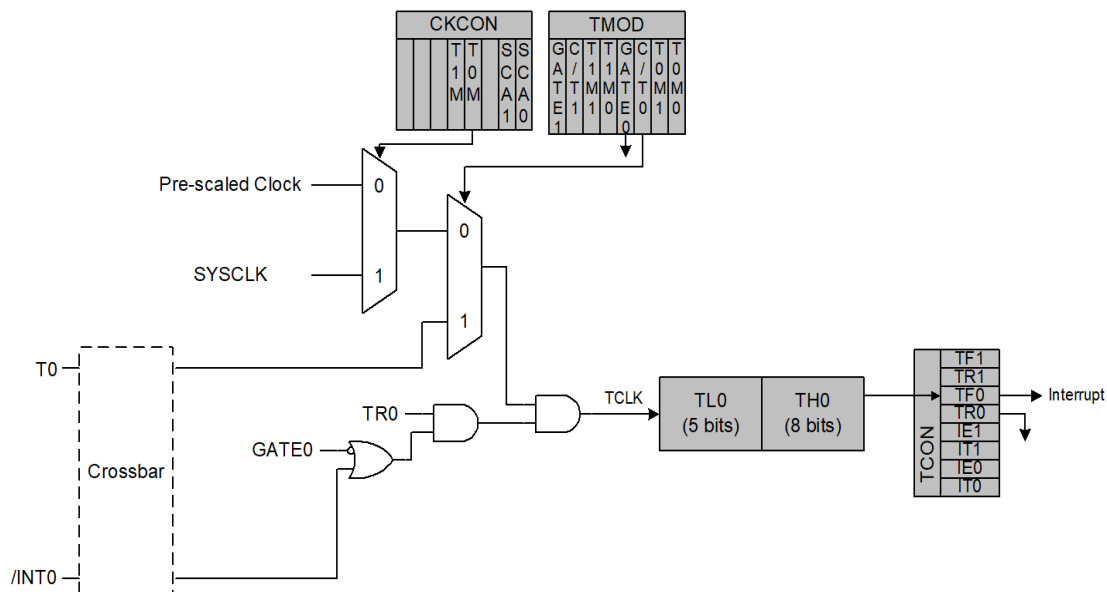 CKCON
T1M
T0M
SCA1
SCA0
TMOD
GATE1
C/T1
T1M1
T1M0
GATE0
C/T0
T0M1
T0M0
Pre-scaled Clock
0
SYSCLK
1
0
1
T0
Crossbar
/INT0
TR0
GATE0
TCLK
TL0
(5 bits)
TH0
(8 bits)
TCON
TF1
TR1
TF0
TR0
IE1
IT1
IE0
IT0
Interrupt